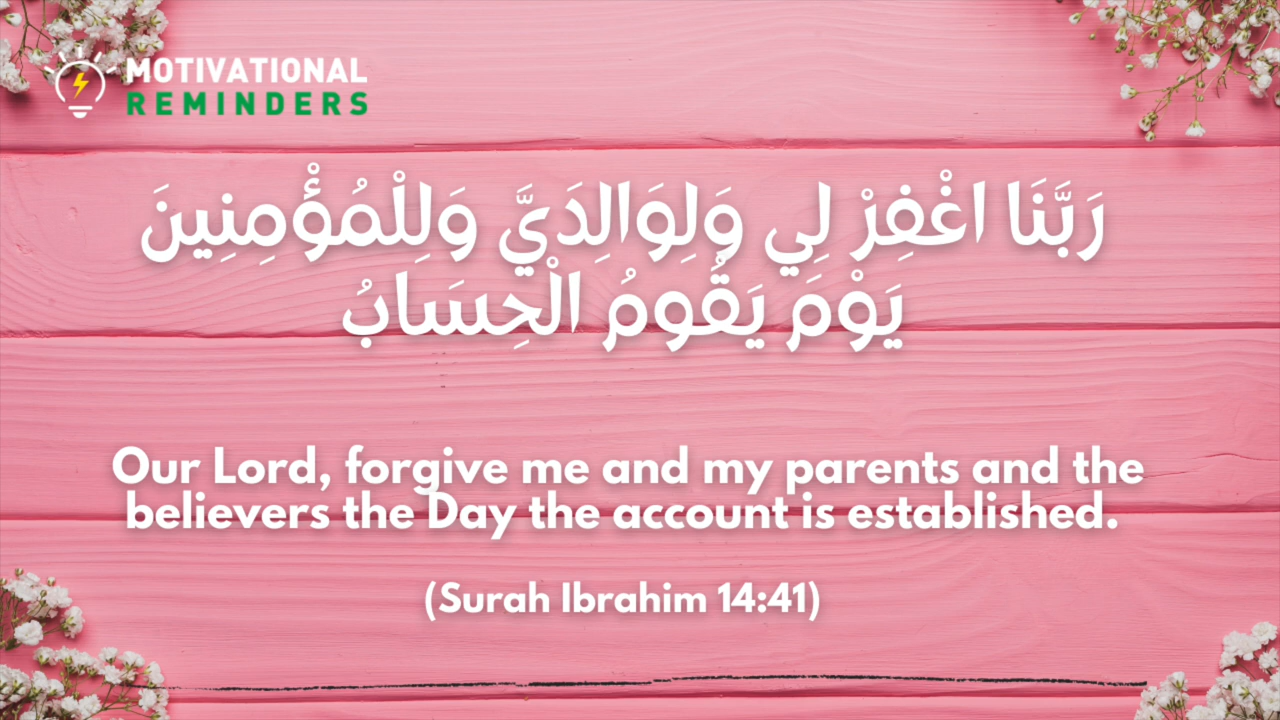 MOTIVATIONAL
REMINDERS
رَبَّنَا اغْفِرْ لِي وَلِوَالِدَيَّ وَلِلْمُؤْمِنِينَ
يَوْمَ يَقُومُ الْحِسَابُ
Our Lord, forgive me and my parents and the
believers the Day the account is established.
(Surah Ibrahim 14:41)